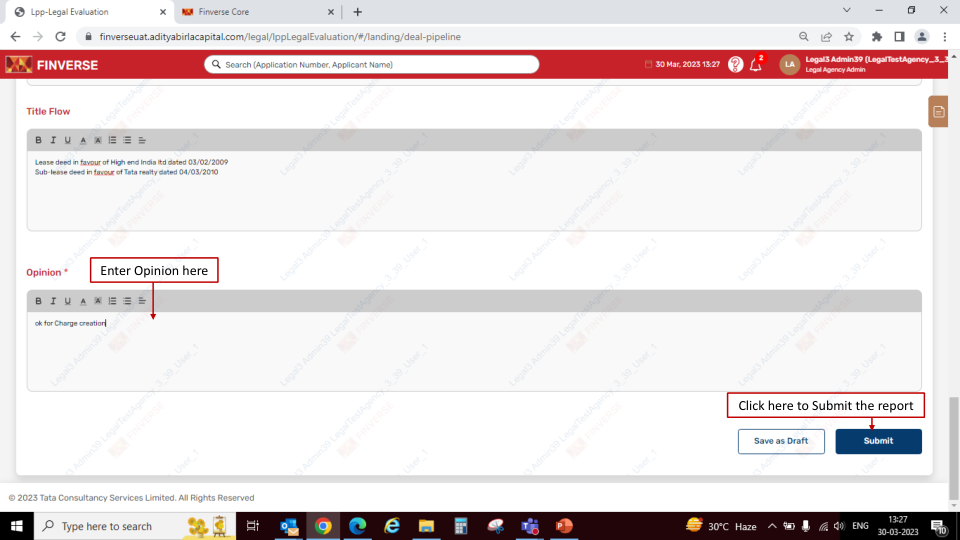 Lpp-Legal Evaluation
Finverse Core
finverseuat.adityabirlacapital.com/legal/lppLegalEvaluation/#/landing/deal-pipeline
FINVERSE
Search (Application Number, Applicant Name)
30 Mar, 2023 13:27
2
LA
Legal3 Admin39 (LegalTestAgency_3_3
Legal Agency Admin
Title Flow
B I U A A
Lease deed in favour of High end India ltd dated 03/02/2009
Sub-lease deed in favour of Tata realty dated 04/03/2010
Opinion *
Enter Opinion here
B I U A A
ok for Charge creation
Click here to Submit the report
Save as Draft
Submit
© 2023 Tata Consultancy Services Limited. All Rights Reserved
Type here to search
30°C Haze
ENG
13:27
30-03-2023
10